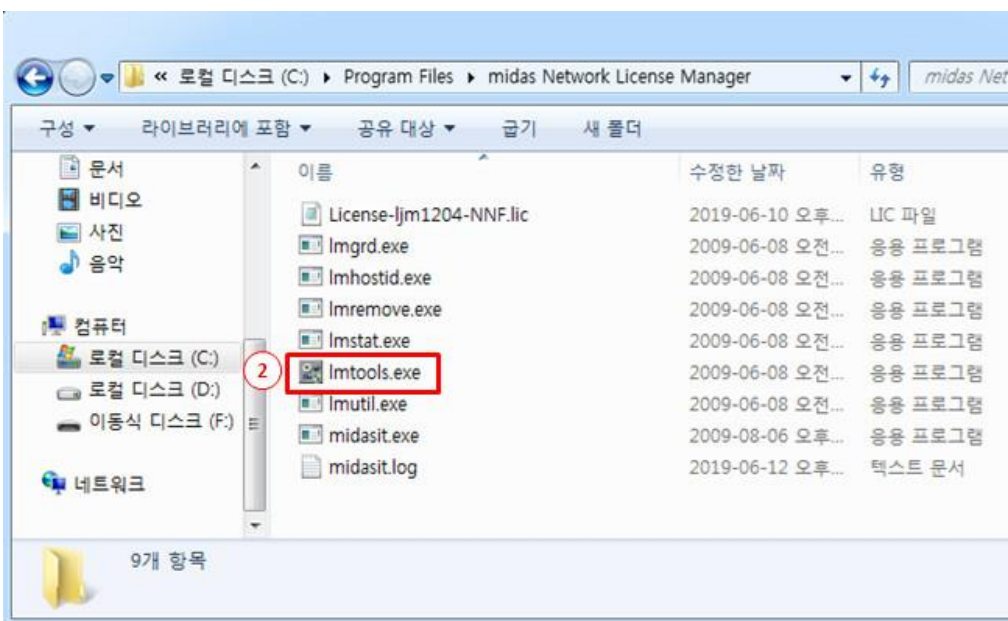 « 로컬 디스크 (C:) ▸ Program Files ▸ midas Network License Manager midas Net
구성 ▾ 라이브러리에 포함 ▾ 공유 대상 ▾ 굽기 새 폴더
문서
비디오
사진
음악
컴퓨터
로컬 디스크 (C:)
로컬 디스크 (D:)
이동식 디스크 (F:)
네트워크
이름 수정한 날짜 유형
License-ljm1204-NNF.lic 2019-06-10 오후... LIC 파일
lmgrd.exe 2009-06-08 오전... 응용 프로그램
lmhostid.exe 2009-06-08 오전... 응용 프로그램
lmremove.exe 2009-06-08 오전... 응용 프로그램
lmstat.exe 2009-06-08 오전... 응용 프로그램
2 lmtools.exe 2009-06-08 오전... 응용 프로그램
lmutil.exe 2009-06-08 오전... 응용 프로그램
midasit.exe 2009-08-06 오후... 응용 프로그램
midasit.log 2019-06-12 오후... 텍스트 문서
9개 항목